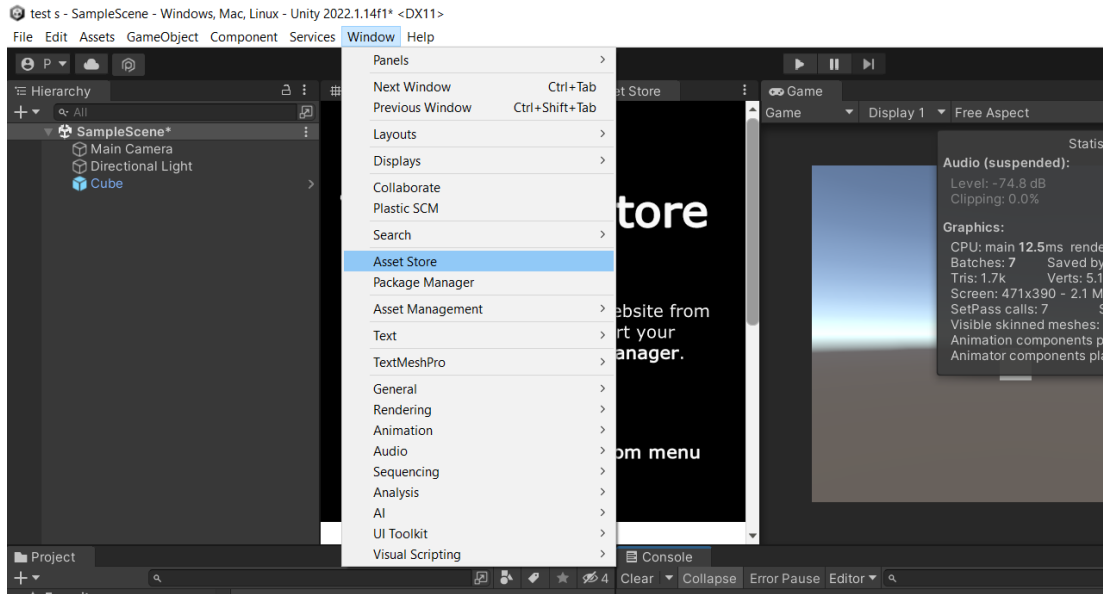 test s - SampleScene - Windows, Mac, Linux - Unity 2022.1.14f1* <DX11>
File Edit Assets GameObject Component Services Window Help
P
Hierarchy
All
SampleScene*
Main Camera
Directional Light
Cube
Panels
Next Window Ctrl+Tab
Previous Window Ctrl+Shift+Tab
Layouts
Displays
Collaborate
Plastic SCM
Search
Asset Store
Package Manager
Asset Management
Text
TextMeshPro
General
Rendering
Animation
Audio
Sequencing
Analysis
AI
UI Toolkit
Visual Scripting
et Store
tore
ebsite from
rt your
anager.
om menu
Game
Game Display 1 Free Aspect
Statis
Audio (suspended):
Level: -74.8 dB
Clipping: 0.0%
Graphics:
CPU: main 12.5ms rende
Batches: 7 Saved by
Tris: 1.7k Verts: 5.1
Screen: 471x390 - 2.1 M
SetPass calls: 7 S
Visible skinned meshes:
Animation components p
Animator components pla
Project
4
Console
Clear Collapse Error Pause Editor